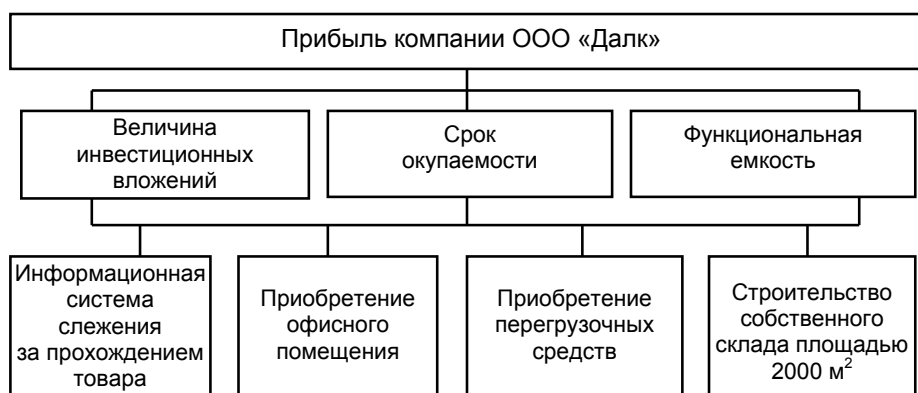 Прибыль компании ООО «Далк»
Величина
инвестиционных
вложений
Срок
окупаемости
Функциональная
емкость
Информационная
система
слежения
за прохождением
товара
Приобретение
офисного
помещения
Приобретение
перегрузочных
средств
Строительство
собственного
склада площадью
2000 м²